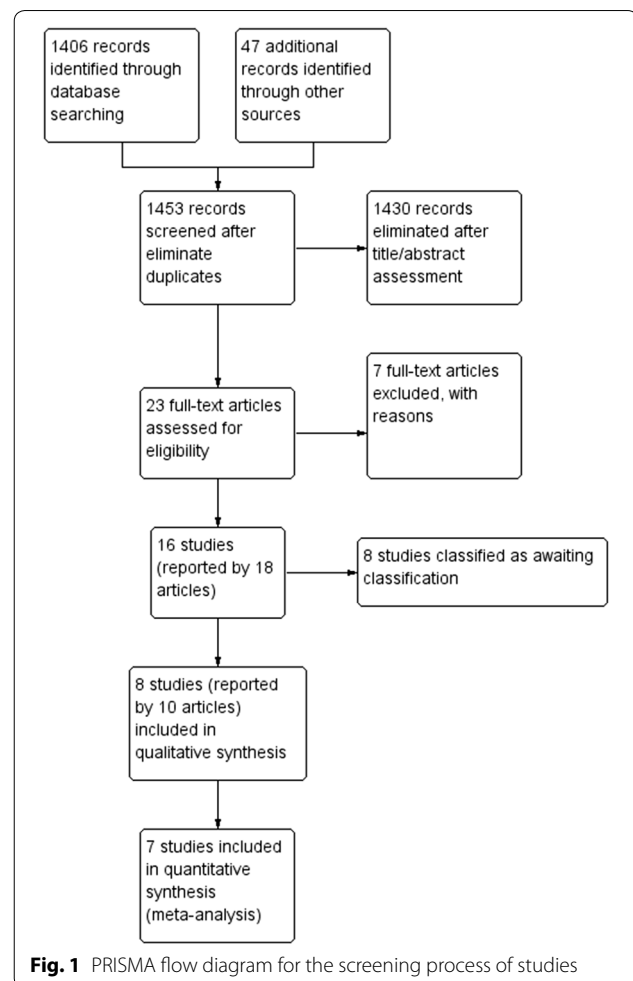 1406 records
identified through
database
searching
47 additional
records identified
through other
sources
1453 records
screened after
eliminate
duplicates
1430 records
eliminated after
title/abstract
assessment
23 full-text articles
assessed for
eligibility
7 full-text articles
excluded, with
reasons
16 studies
(reported by 18
articles)
8 studies classified as awaiting
classification
8 studies (reported
by 10 articles)
included in
qualitative synthesis
7 studies included
in quantitative
synthesis
(meta-analysis)
Fig. 1 PRISMA flow diagram for the screening process of studies